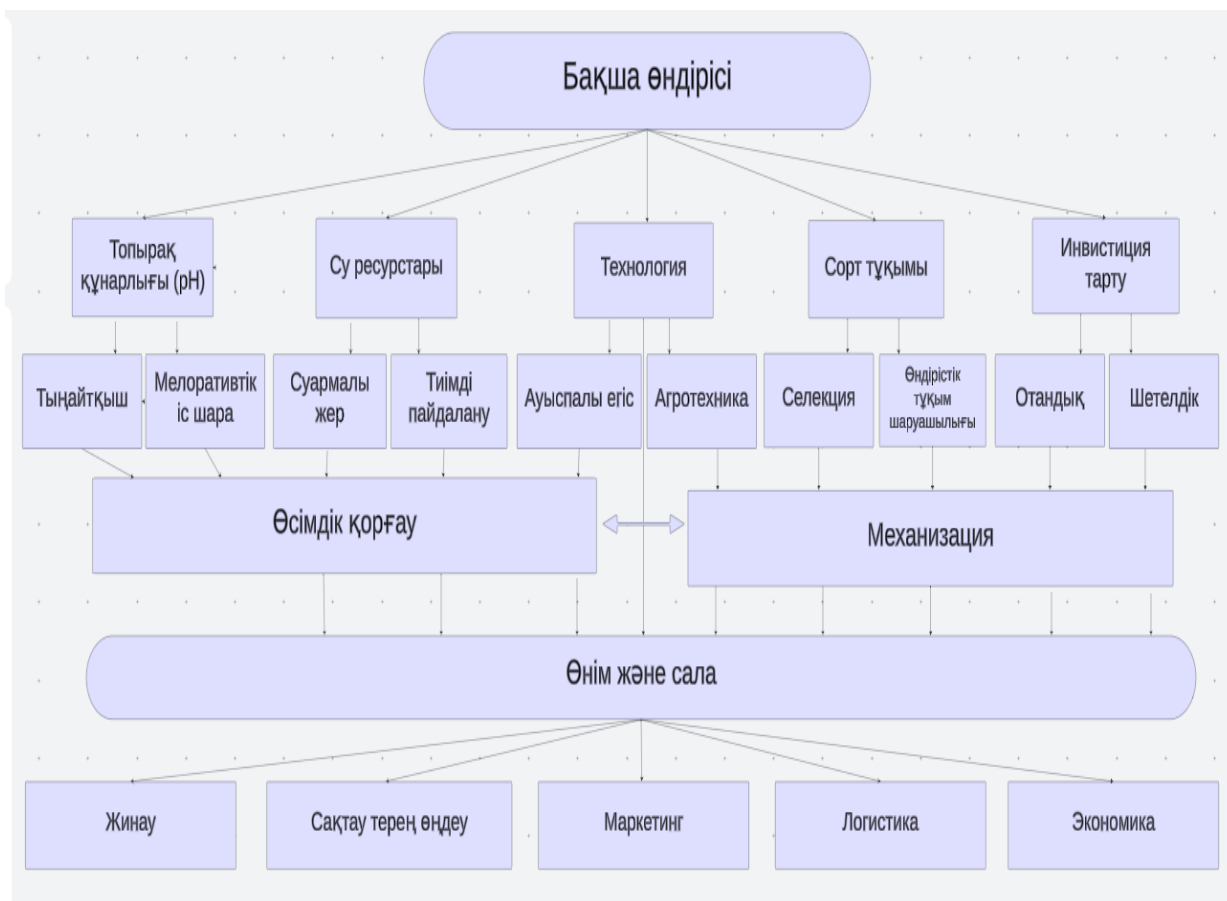 Бақша өндірісі
Топырақ
құнарлығы (pH)
Су ресурстары
Технология
Сорт тұқымы
Инвистиция
тарту
Тыңайтқыш
Мелоративтік
іс шара
Суармалы
жер
Тиімді
пайдалану
Ауыспалы егіс
Агротехника
Селекция
Өндірістік
тұқым
шаруашылығы
Отандық
Шетелдік
Өсімдік қорғау
Механизация
Өнім және сала
Жинау
Сақтау терең өңдеу
Маркетинг
Логистика
Экономика